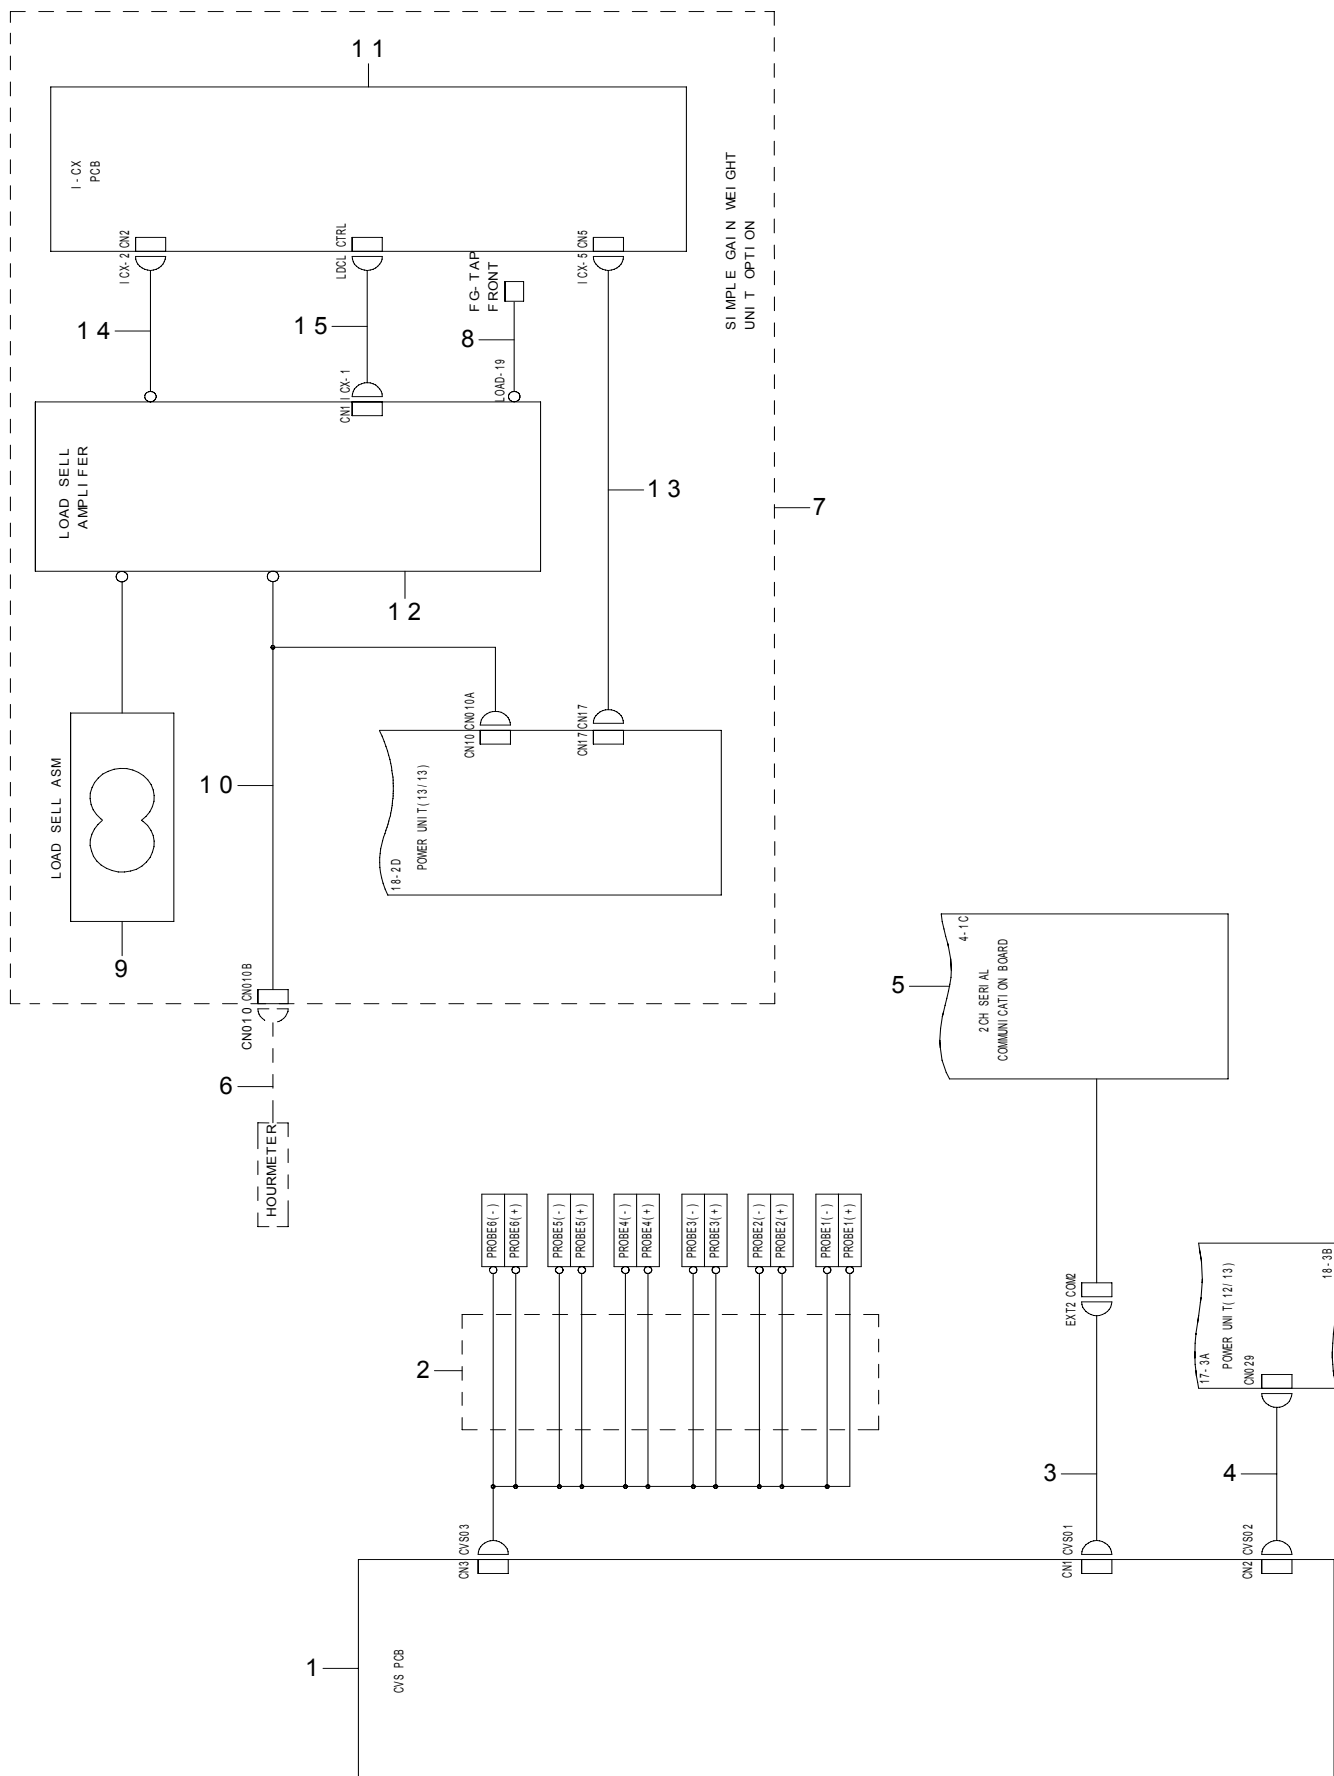 11
I-CX
PCB
ICX-2 CN2
LDCL CTRL
ICX-5 CN5
SIMPLE GAIN WEIGHT
UNIT OPTION
FG-TAP
FRONT
14
15
8
CN1 ICX-1
LOAD-19
LOAD SELL
AMPLIFER
13
7
12
CN10 CN010A
CN17 CN17
LOAD SELL ASM
10
18-2D
POWER UNIT(13/13)
9
CN010 CN010B
4-1C
5
2CH SERIAL
COMMUNICATION BOARD
6
HOURMETER
PROBE6(-)
PROBE6(+)
PROBE5(-)
PROBE5(+)
PROBE4(-)
PROBE4(+)
PROBE3(-)
PROBE3(+)
PROBE2(-)
PROBE2(+)
PROBE1(-)
PROBE1(+)
EXT2 COM2
17-3A
POWER UNIT(12/13)
18-3B
CN029
2
3
4
CN3 CVS03
CN1 CVS01
CN2 CVS02
1
CVS PCB